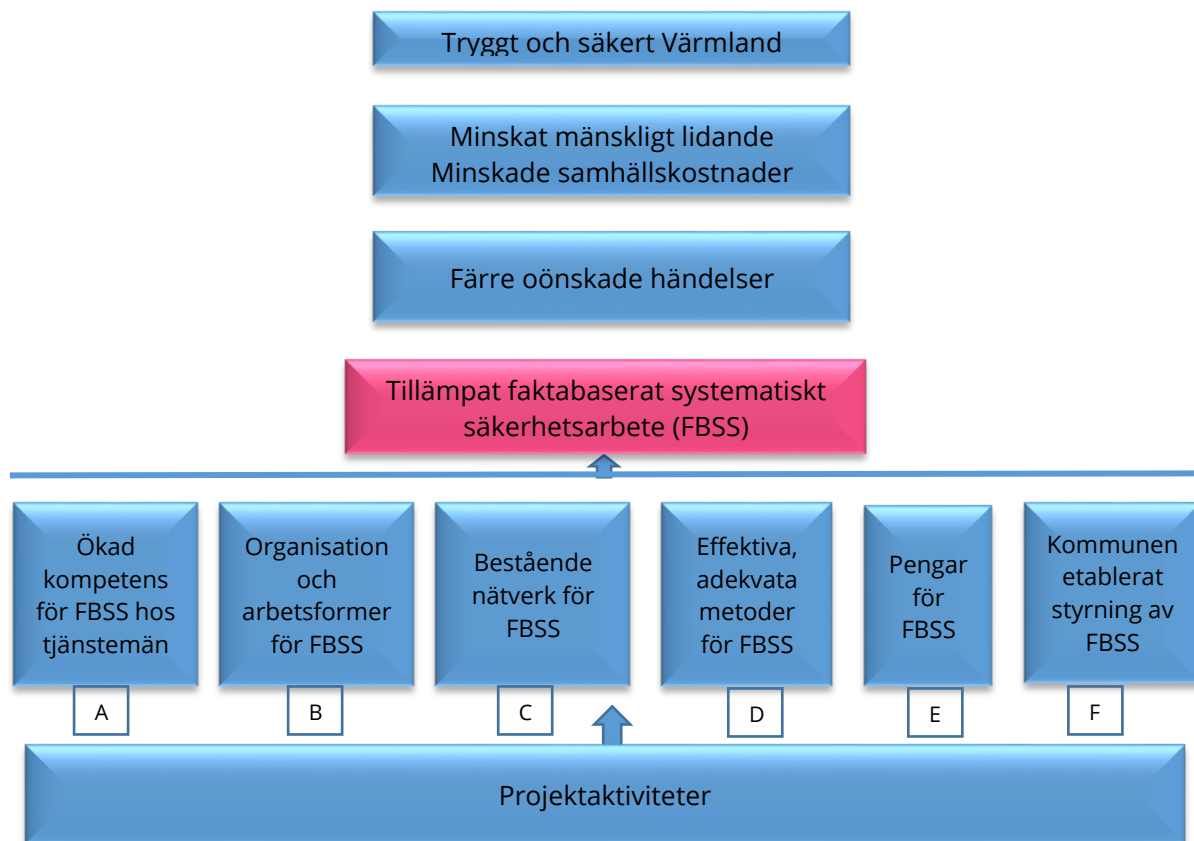 Tryggt och säkert Värmland
Minskat mänskligt lidande
Minskade samhällskostnader
Färre oönskade händelser
Tillämpat faktabaserat systematiskt
säkerhetsarbete (FBSS)
Ökad
kompetens
för FBSS hos
tjänstemän
A
Organisation
och
arbetsformer
för FBSS
B
Bestående
nätverk för
FBSS
C
Effektiva,
adekvata
metoder
för FBSS
D
Pengar
för
FBSS
E
Kommunen
etablerat
styrning av
FBSS
F
Projektaktiviteter